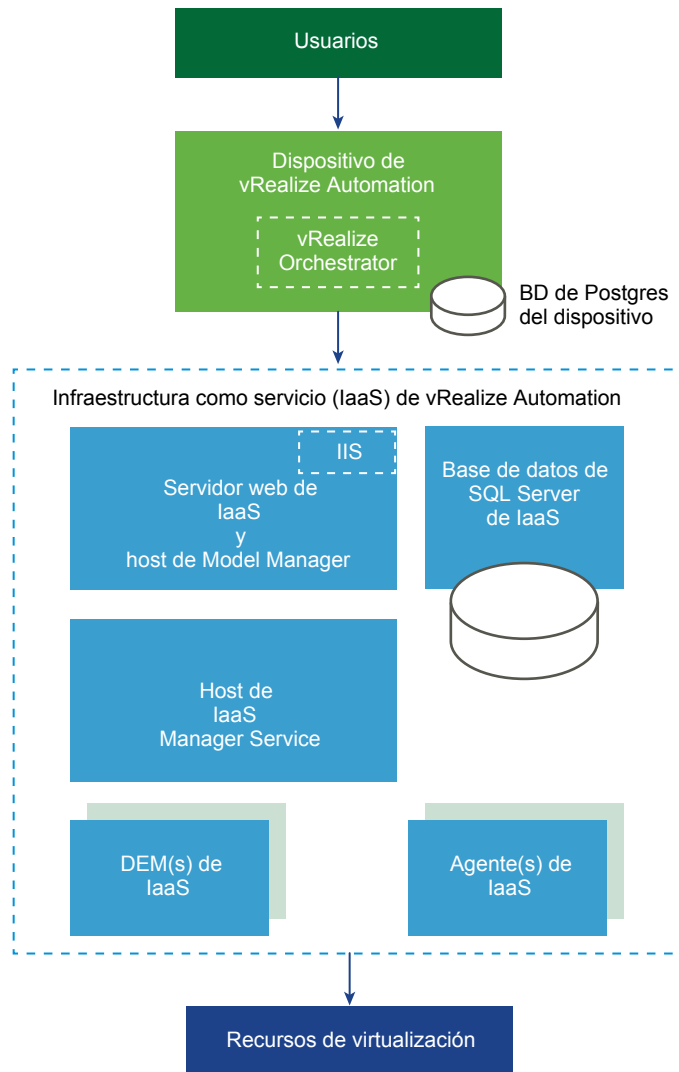 Usuarios
Dispositivo de
vRealize Automation
vRealize
Orchestrator
BD de Postgres
del dispositivo
Infraestructura como servicio (IaaS) de vRealize Automation
IIS
Servidor web de
IaaS
y
host de Model Manager
Base de datos de
SQL Server
de IaaS
Host de
IaaS
Manager Service
DEM(s) de
IaaS
Agente(s) de
IaaS
Recursos de virtualización